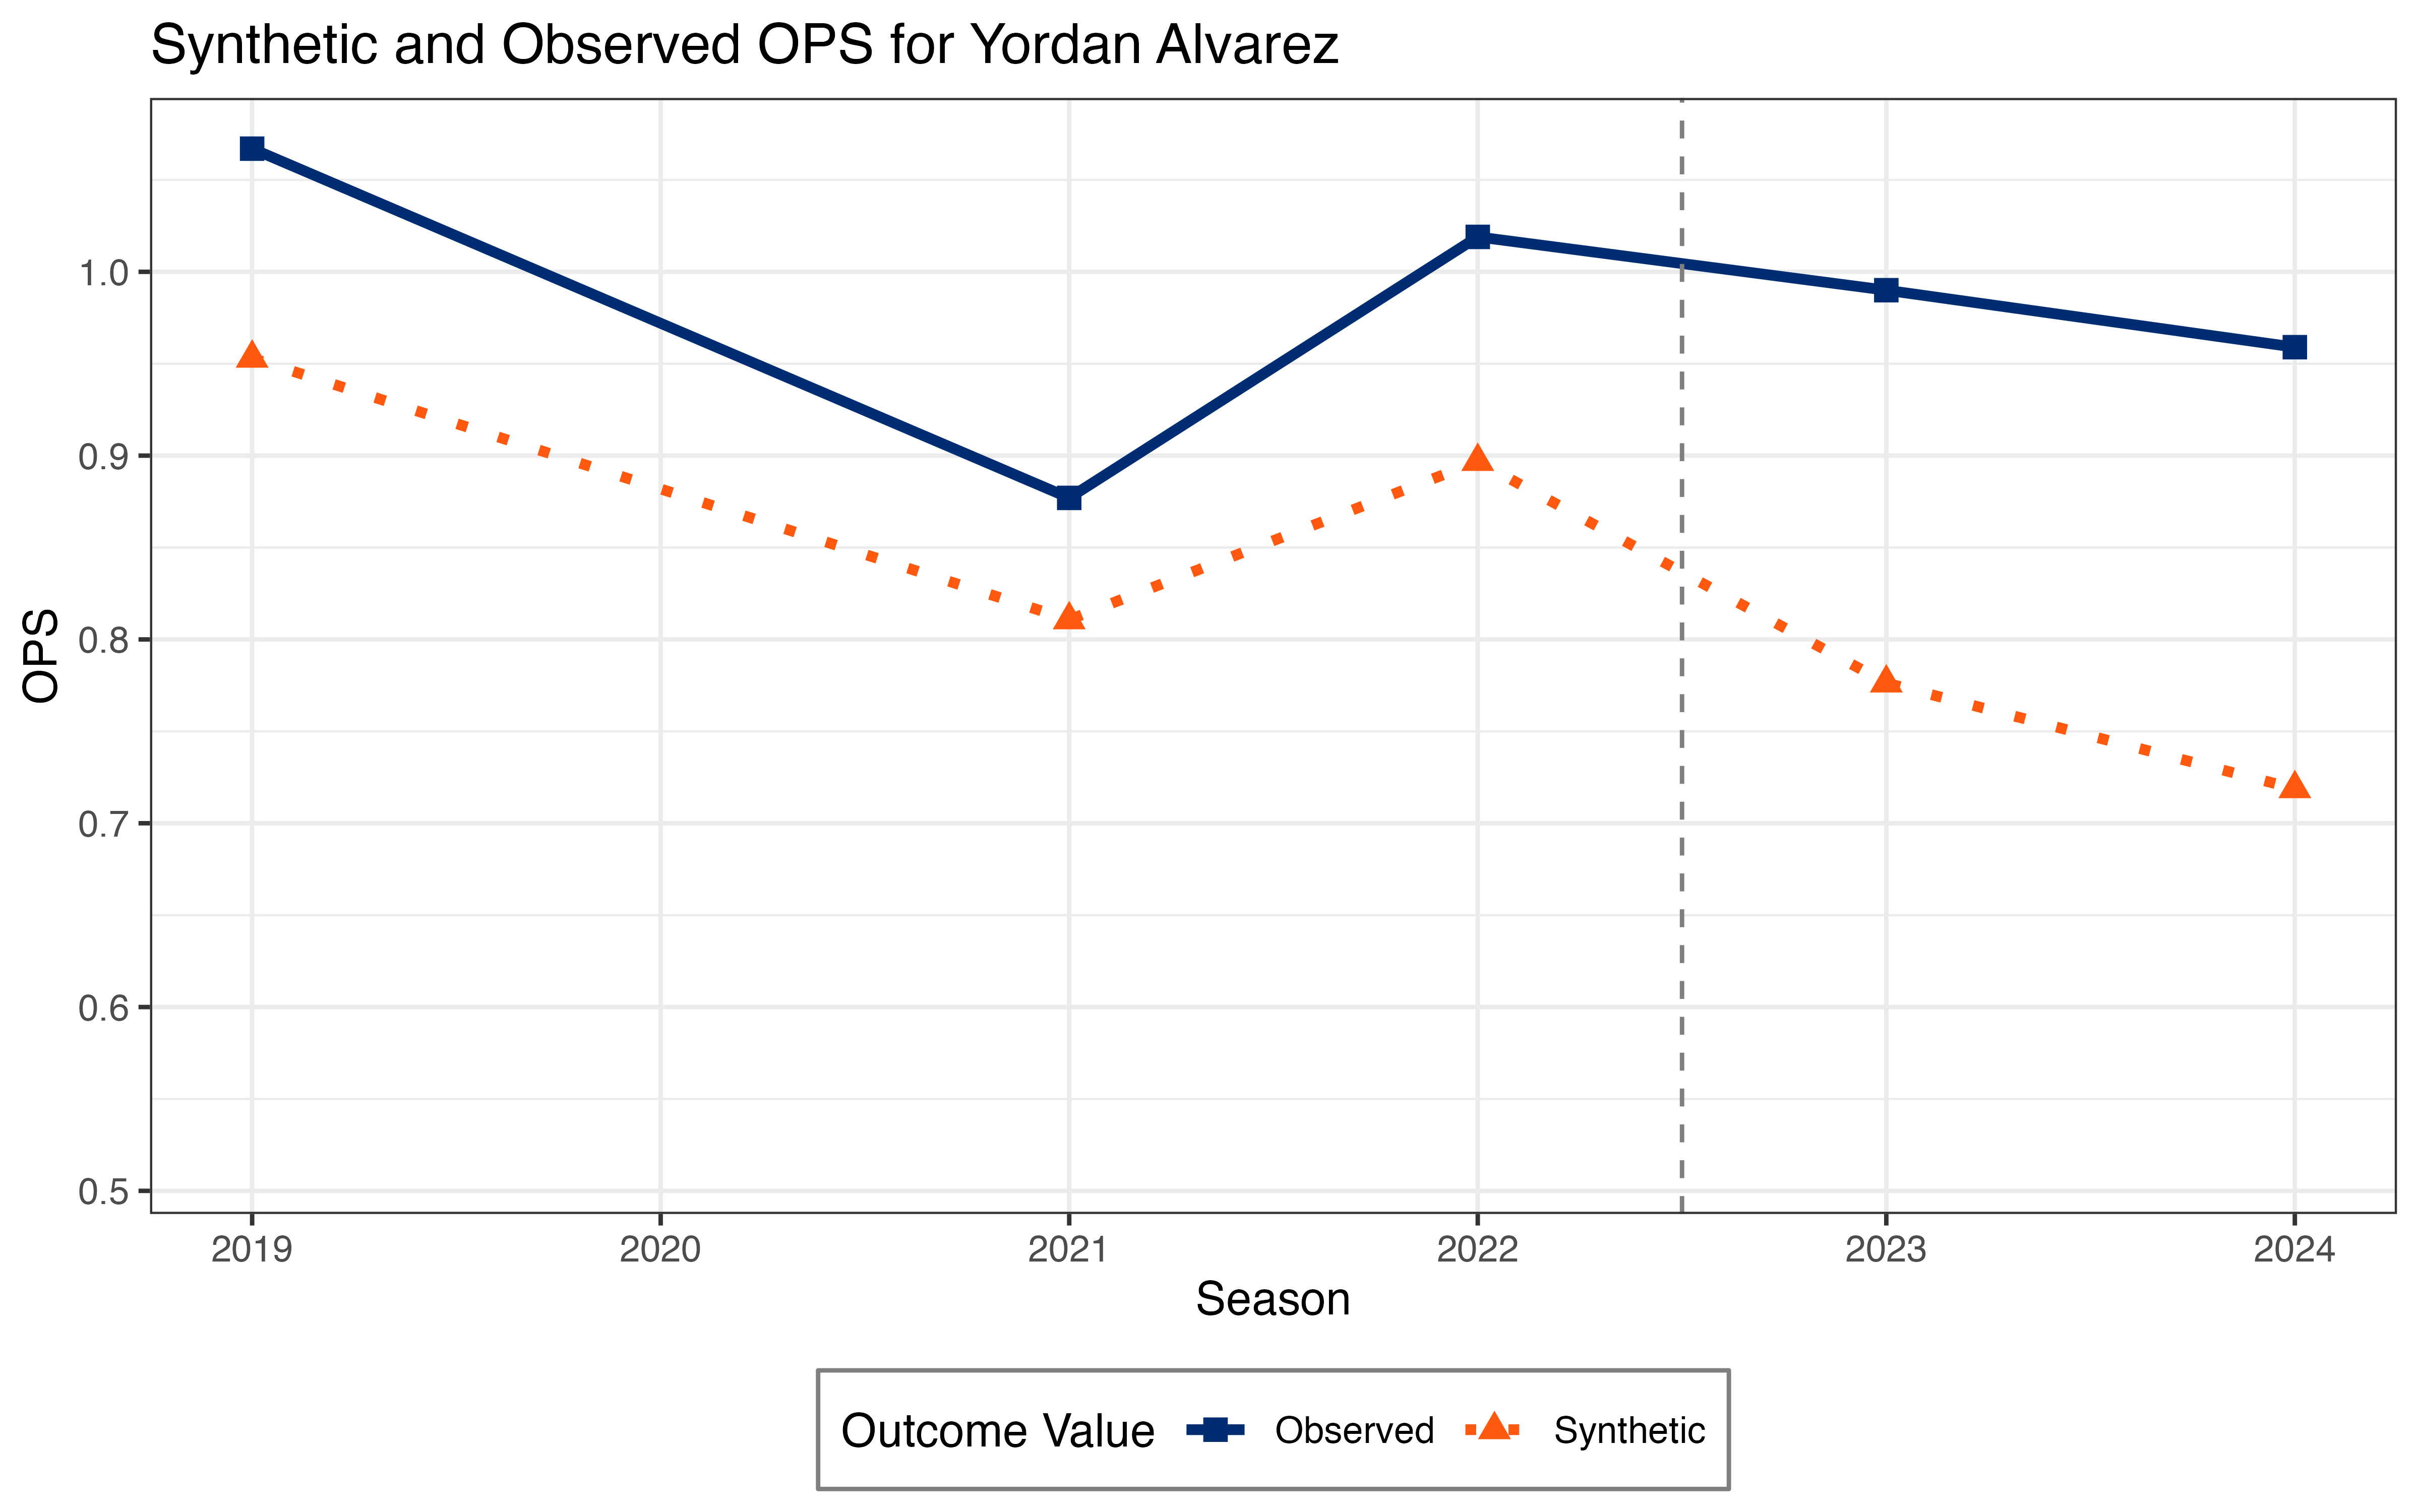 Synthetic and Observed OPS for Yordan Alvarez
OPS
1.0
0.9
0.8
0.7
0.6
0.5
2019 2020 2021 2022 2023 2024
Season
Outcome Value Observed Synthetic